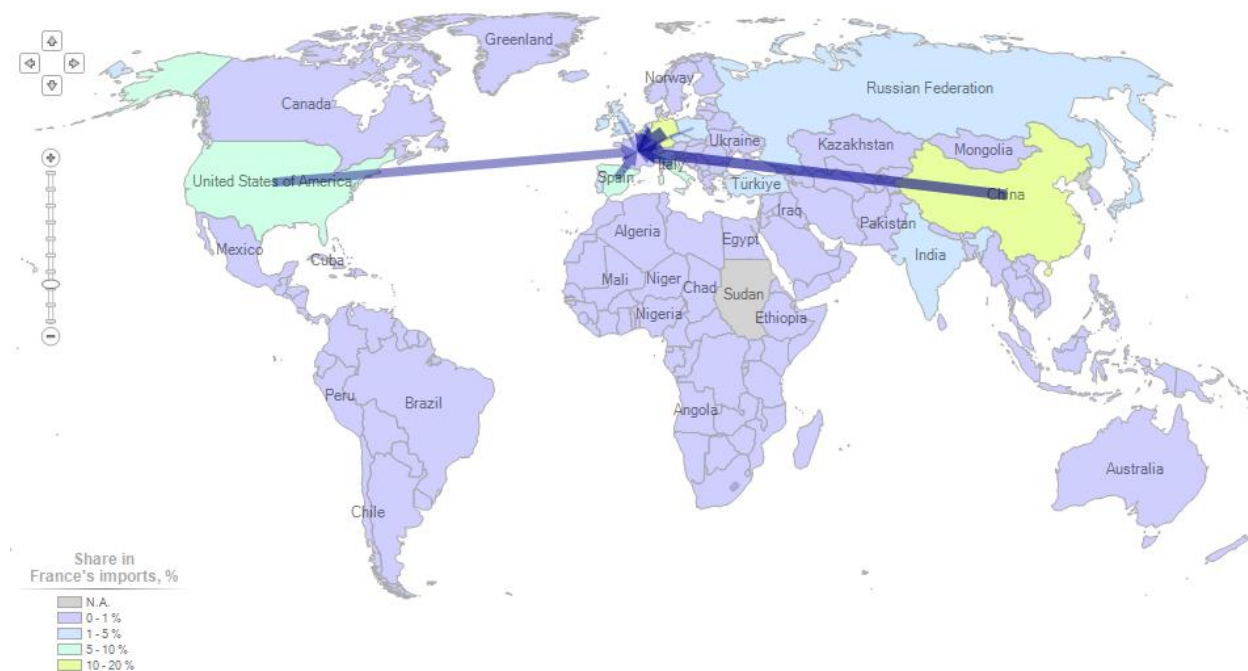 Greenland
Norway
Russian Federation
Canada
Ukraine
Kazakhstan
Mongolia
United States of America
Spain
Italy
Türkiye
China
Iraq
Pakistan
Mexico
Cuba
Algeria
Egypt
India
Mali
Niger
Chad
Sudan
Nigeria
Ethiopia
Peru
Brazil
Angola
Australia
Chile
Share in
France's imports, %
N.A.
0 - 1 %
1 - 5 %
5 - 10 %
10 - 20 %